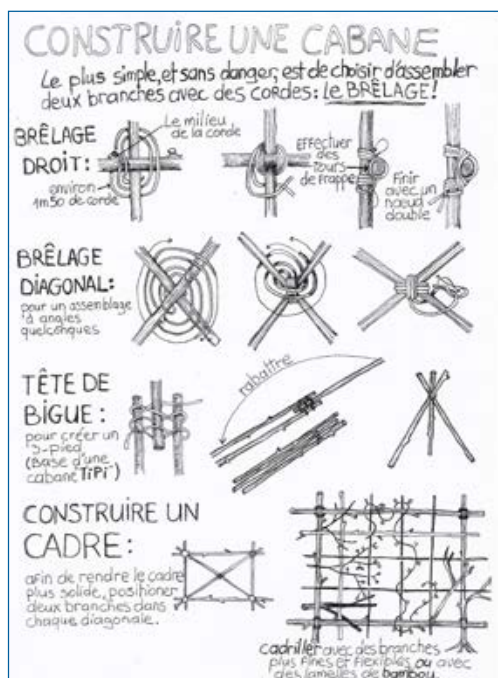 CONSTRUIRE UNE CABANE
Le plus simple, et sans danger, est de choisir d'assembler
deux branches avec des cordes: LE BRÊLAGE!
BRÊLAGE
DROIT:
environ
1m50 de corde
Le milieu
de la corde
Effectuer
des
tours
de frappe
Finir
avec un
nœud
double
BRÊLAGE
DIAGONAL:
pour un assemblage
à angles
quelconques
TÊTE DE
BIGUE:
pour créer un
3-pied
(Base d'une
cabane TiPi)
rabattre
CONSTRUIRE UN
CADRE:
afin de rendre le cadre
plus solide, positioner
deux branches dans
chaque diagonale.
cadriller avec des branches
plus fines et flexibles ou avec
des lamelles de bambou